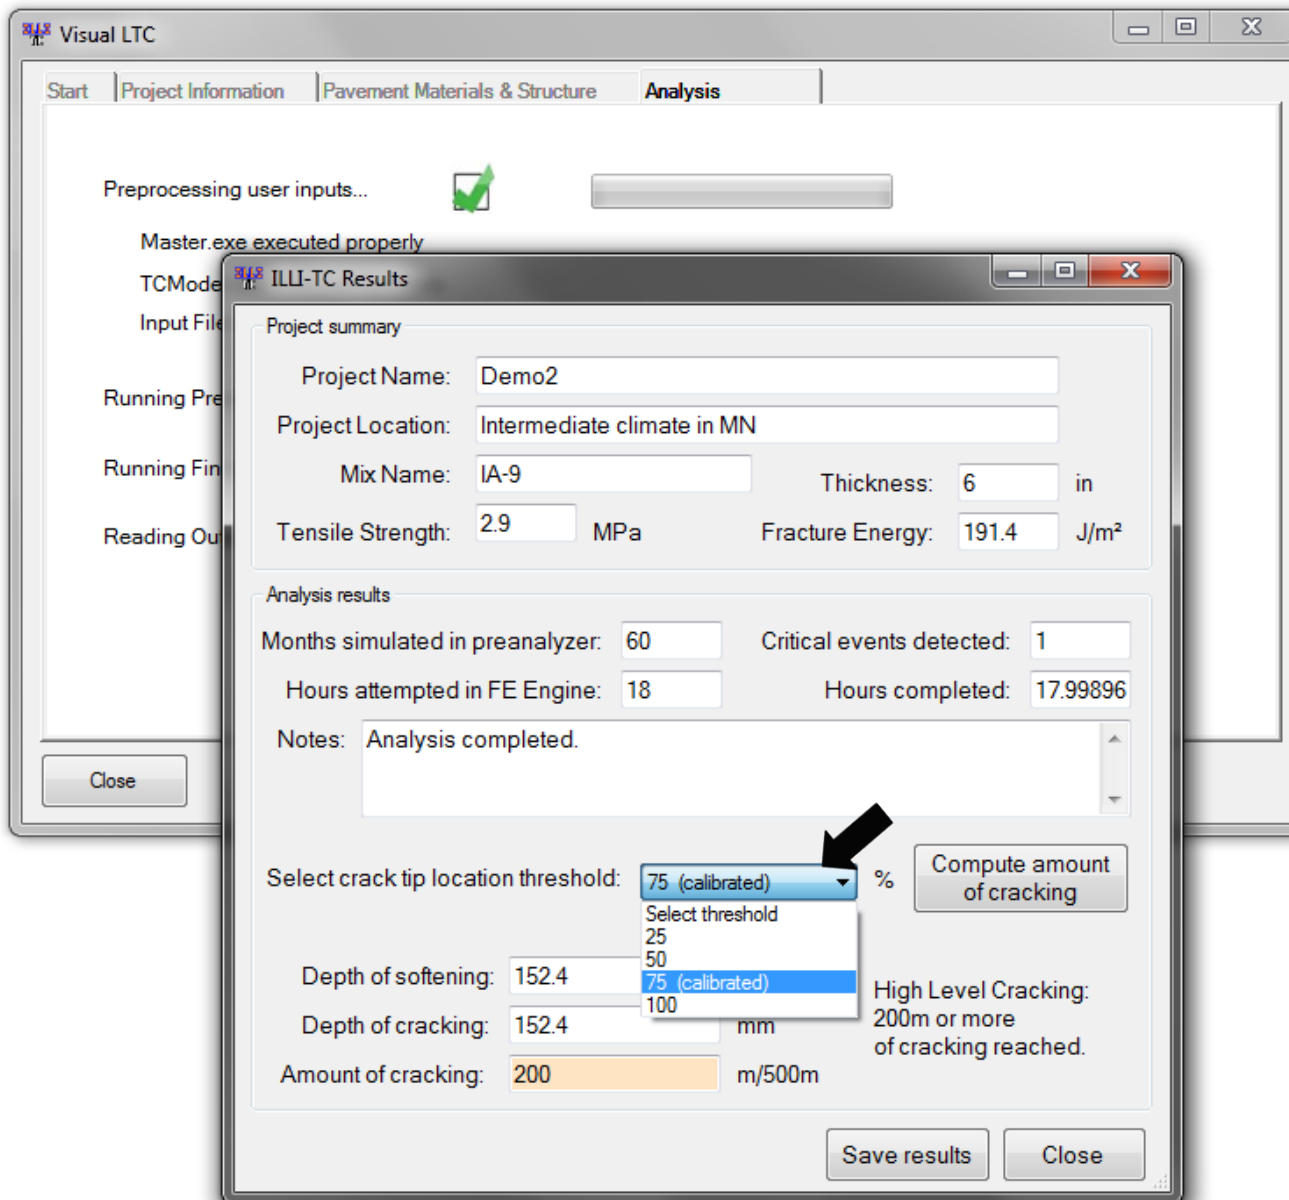 Visual LTC
Start Project Information Pavement Materials & Structure Analysis
Preprocessing user inputs...
Master.exe executed properly
TCMode
Input File
Running Pre
Running Fin
Reading Ou
Close
ILLI-TC Results
Project summary
Project Name: Demo2
Project Location: Intermediate climate in MN
Mix Name: IA-9
Thickness: 6 in
Tensile Strength: 2.9 MPa
Fracture Energy: 191.4 J/m²
Analysis results
Months simulated in preanalyzer: 60
Critical events detected: 1
Hours attempted in FE Engine: 18
Hours completed: 17.99896
Notes: Analysis completed.
Select crack tip location threshold: 75 (calibrated) %
Compute amount
of cracking
Select threshold
25
50
75 (calibrated)
100
Depth of softening: 152.4
Depth of cracking: 152.4 mm
Amount of cracking: 200 m/500m
High Level Cracking:
200m or more
of cracking reached.
Save results
Close